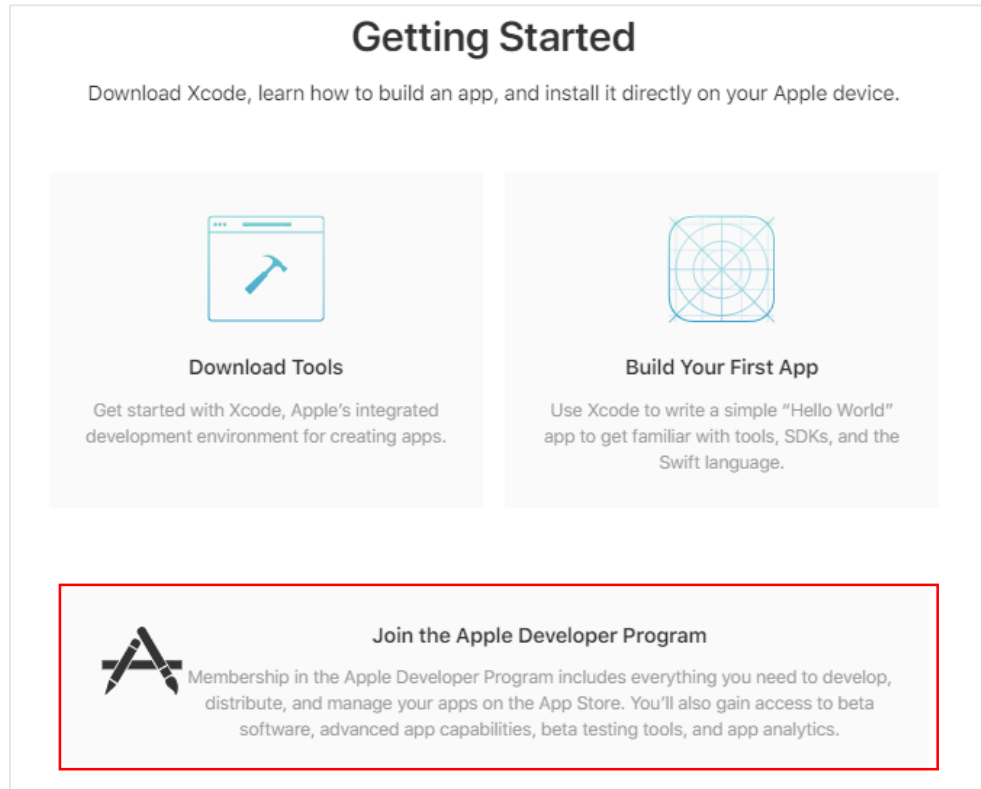 Getting Started
Download Xcode, learn how to build an app, and install it directly on your Apple device.
Download Tools
Get started with Xcode, Apple’s integrated
development environment for creating apps.
Build Your First App
Use Xcode to write a simple “Hello World”
app to get familiar with tools, SDKs, and the
Swift language.
Join the Apple Developer Program
Membership in the Apple Developer Program includes everything you need to develop,
distribute, and manage your apps on the App Store. You’ll also gain access to beta
software, advanced app capabilities, beta testing tools, and app analytics.